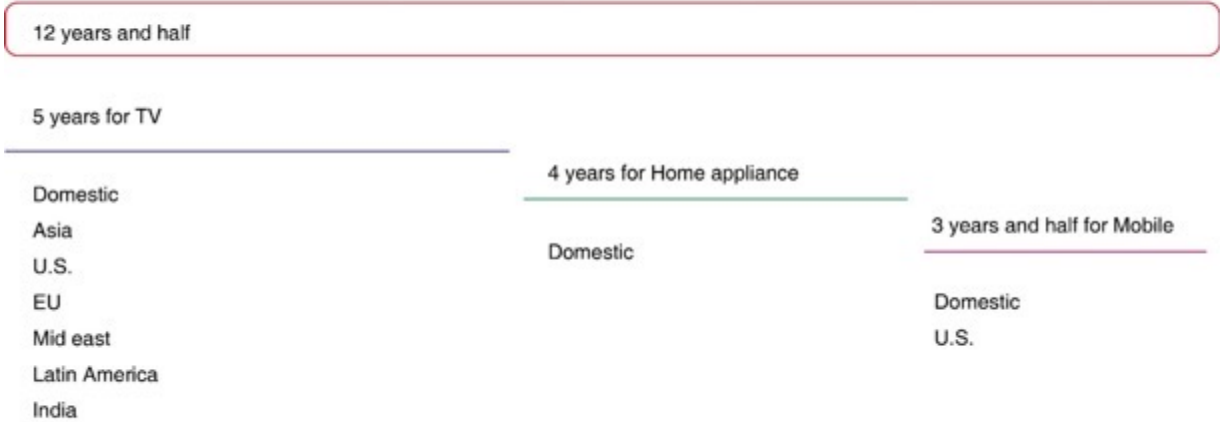 12 years and half
5 years for TV
Domestic
Asia
U.S.
EU
Mid east
Latin America
India
4 years for Home appliance
Domestic
3 years and half for Mobile
Domestic
U.S.